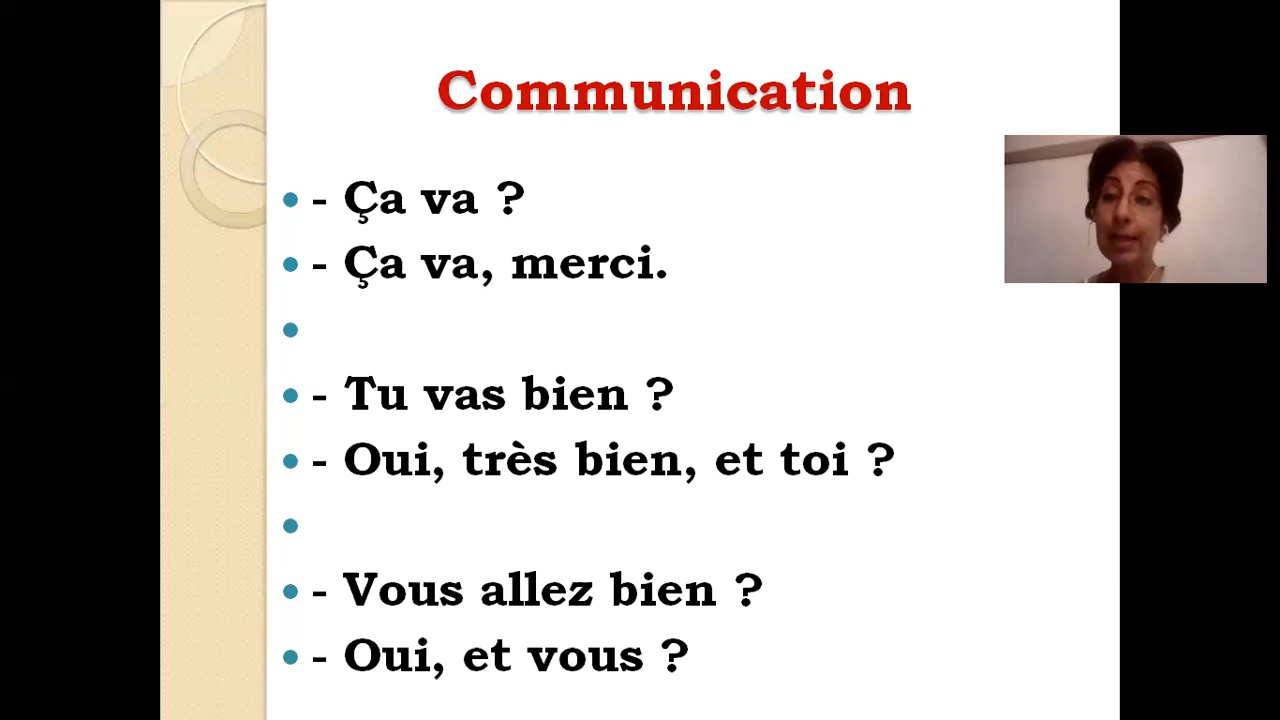 Communication
- Ça va ?
- Ça va, merci.
- Tu vas bien ?
- Oui, très bien, et toi ?
- Vous allez bien ?
- Oui, et vous ?